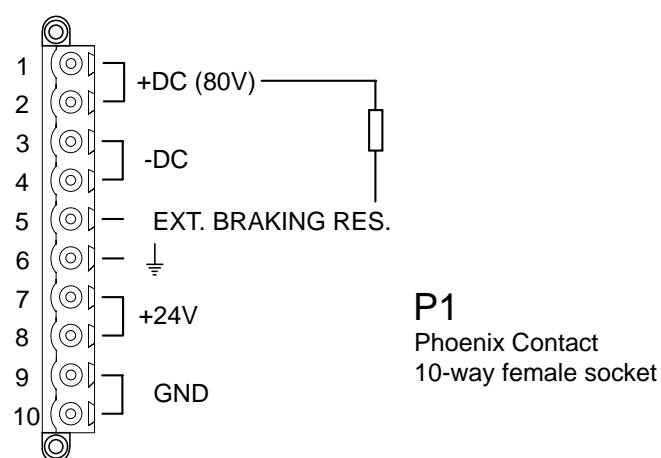 1
+DC (80V)
2
3
-DC
4
5 EXT. BRAKING RES.
6
7
+24V
8
9
GND
10
P1
Phoenix Contact
10-way female socket